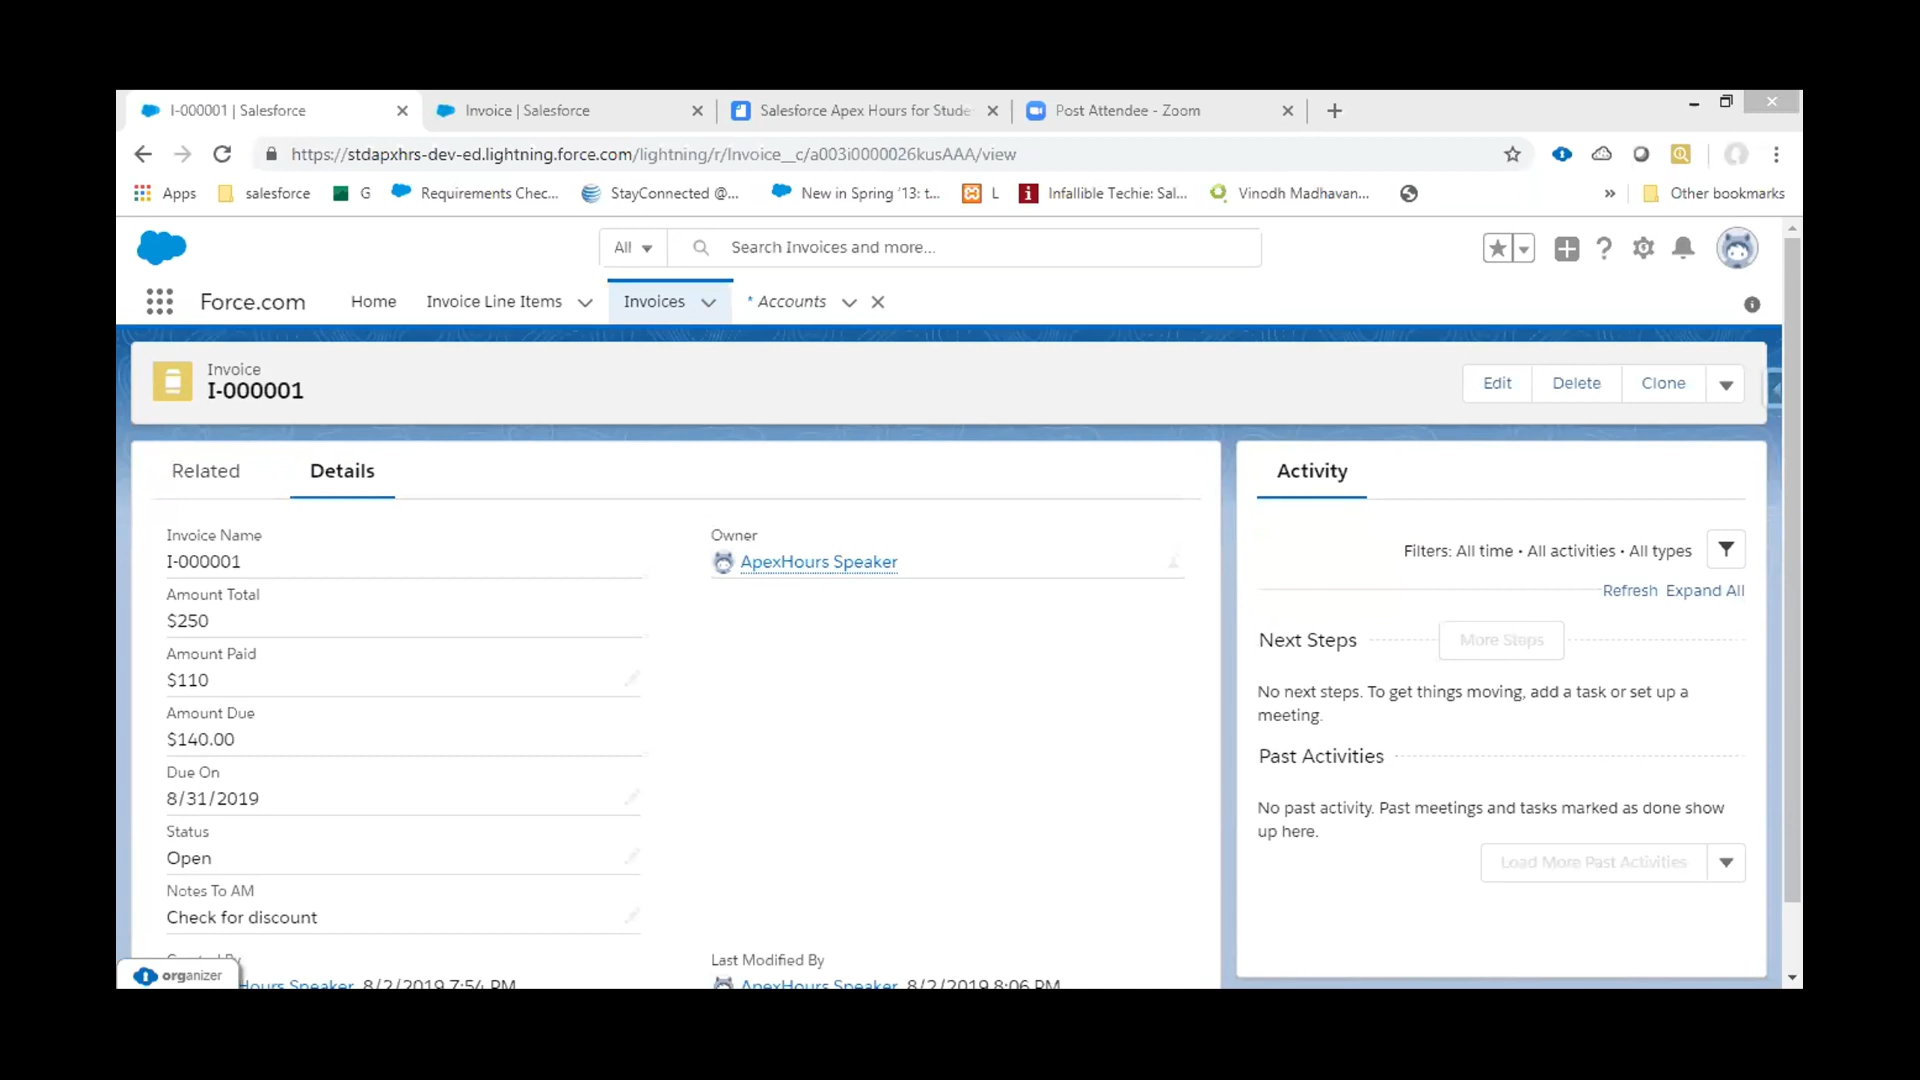 I-000001 | Salesforce
Invoice | Salesforce
Salesforce Apex Hours for Stude
Post Attendee - Zoom
https://stdapxhrs-dev-ed.lightning.force.com/lightning/r/Invoice__c/a003i0000026kusAAA/view
Apps
salesforce
G
Requirements Chec...
StayConnected @...
New in Spring '13: t...
L
Infallible Techie: Sal...
Vinodh Madhavan...
»
Other bookmarks
All
Search Invoices and more...
Force.com
Home
Invoice Line Items
Invoices
* Accounts
Invoice
I-000001
Edit
Delete
Clone
Related
Details
Activity
Invoice Name
I-000001
Owner
ApexHours Speaker
Amount Total
$250
Amount Paid
$110
Amount Due
$140.00
Due On
8/31/2019
Status
Open
Notes To AM
Check for discount
Last Modified By
Hours Speaker, 8/2/2019 7:54 PM
ApexHours Speaker, 8/2/2019 8:06 PM
organizer
Filters: All time • All activities • All types
Refresh Expand All
Next Steps
More Steps
No next steps. To get things moving, add a task or set up a
meeting.
Past Activities
No past activity. Past meetings and tasks marked as done show
up here.
Load More Past Activities